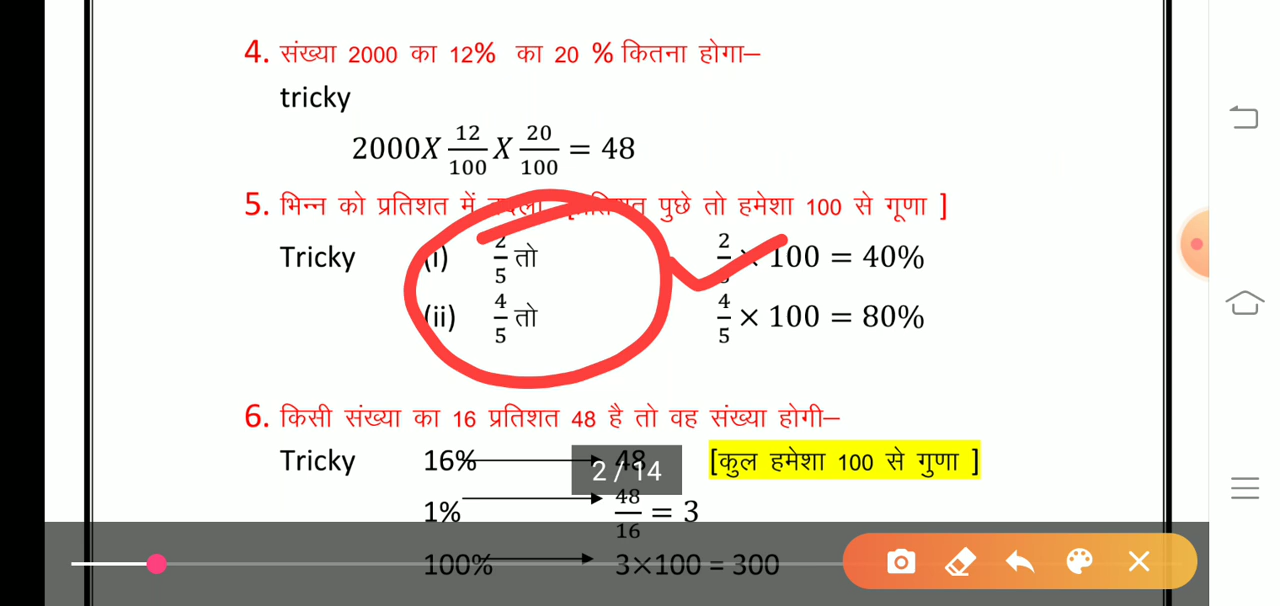 4. संख्या 2000 का 12% का 20 % कितना होगा–
tricky
2000X 12/100 X 20/100 = 48
5. भिन्न को प्रतिशत में पुछे तो हमेशा 100 से गूणा ]
Tricky (i) 2/5 तो × 100 = 40%
(ii) 4/5 तो 4/5 × 100 = 80%
6. किसी संख्या का 16 प्रतिशत 48 है तो वह संख्या होगी–
Tricky 16% 48 [कुल हमेशा 100 से गुणा ]
2 / 14
1% 48/16 = 3
100% 3×100 = 300